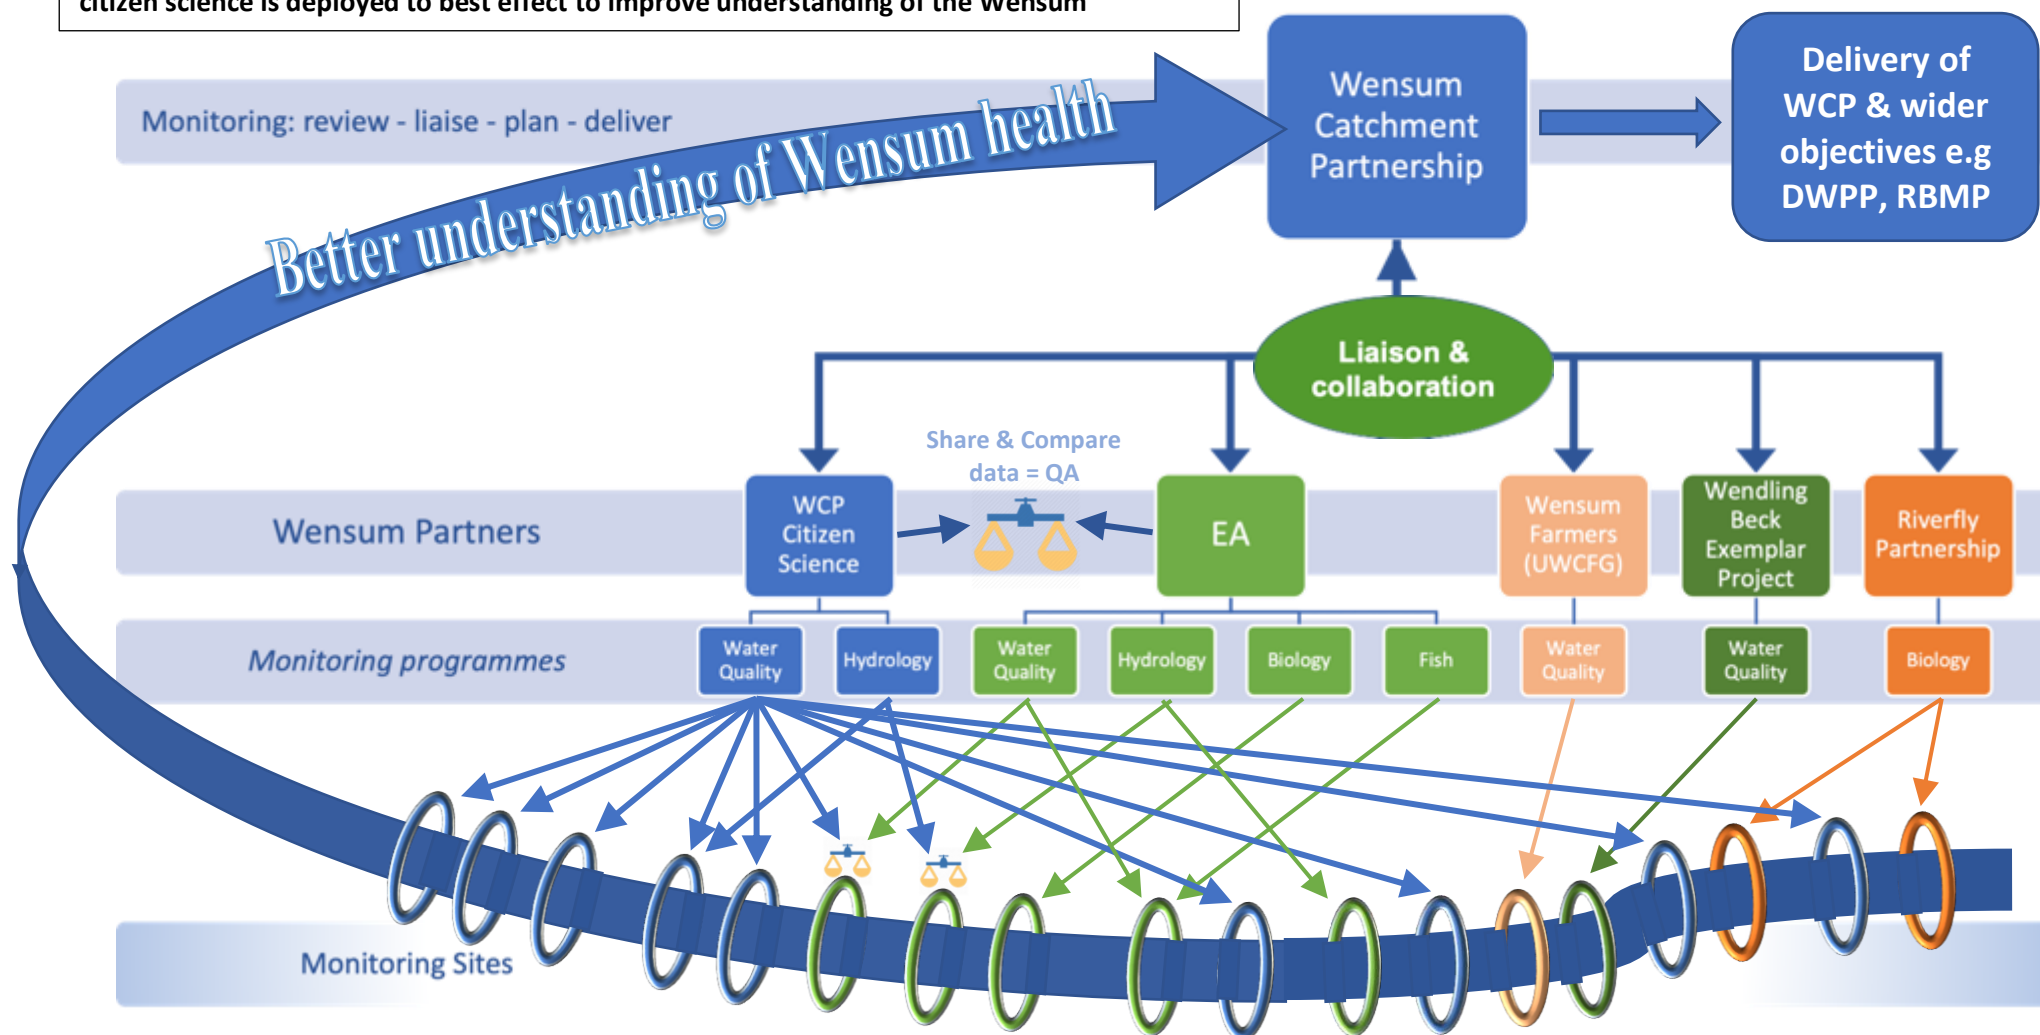 citizen science is deployed to best effect to improve understanding of the Wensum
Monitoring: review - liaise - plan - deliver
Better understanding of Wensum health
Wensum
Catchment
Partnership
Delivery of
WCP & wider
objectives e.g
DWPP, RBMP
Liaison &
collaboration
Share & Compare
data = QA
Wensum Partners
WCP
Citizen
Science
EA
Wensum
Farmers
(UWCFG)
Wendling
Beck
Exemplar
Project
Riverfly
Partnership
Monitoring programmes
Water
Quality
Hydrology
Water
Quality
Hydrology
Biology
Fish
Water
Quality
Water
Quality
Biology
Monitoring Sites